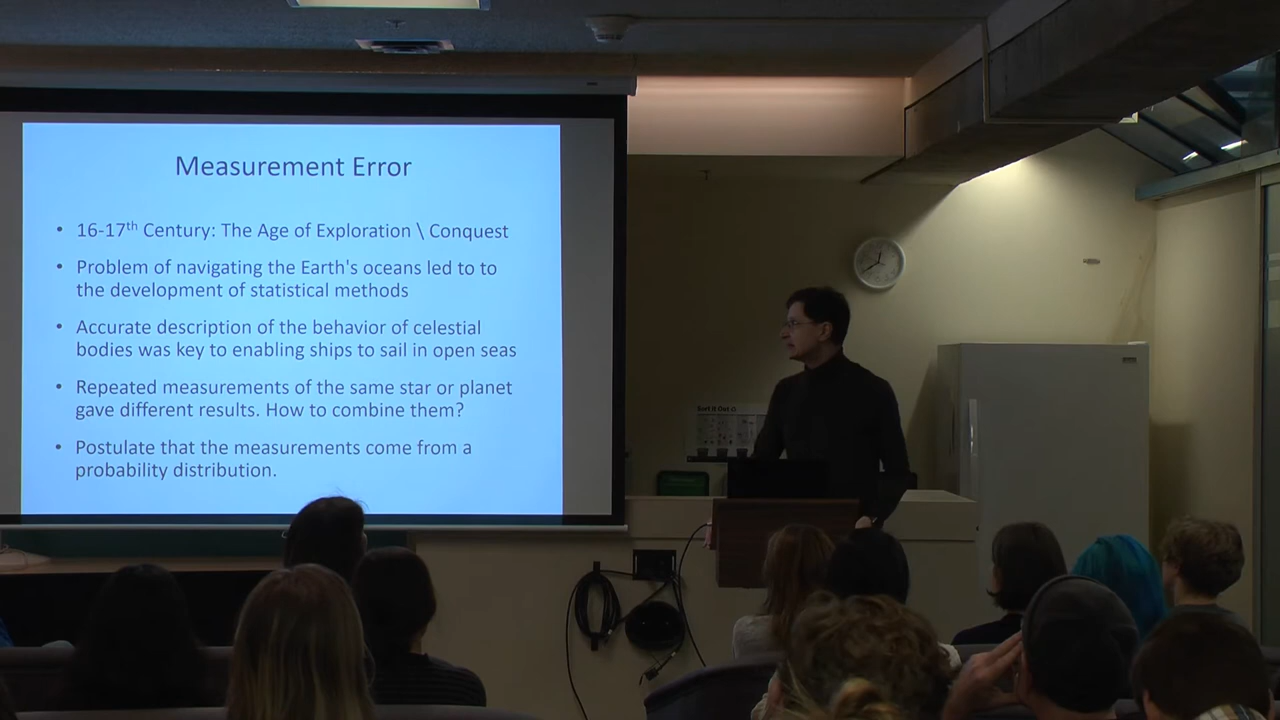 Measurement Error
• 16-17th Century: The Age of Exploration \ Conquest
• Problem of navigating the Earth's oceans led to to
the development of statistical methods
• Accurate description of the behavior of celestial
bodies was key to enabling ships to sail in open seas
• Repeated measurements of the same star or planet
gave different results. How to combine them?
• Postulate that the measurements come from a
probability distribution.